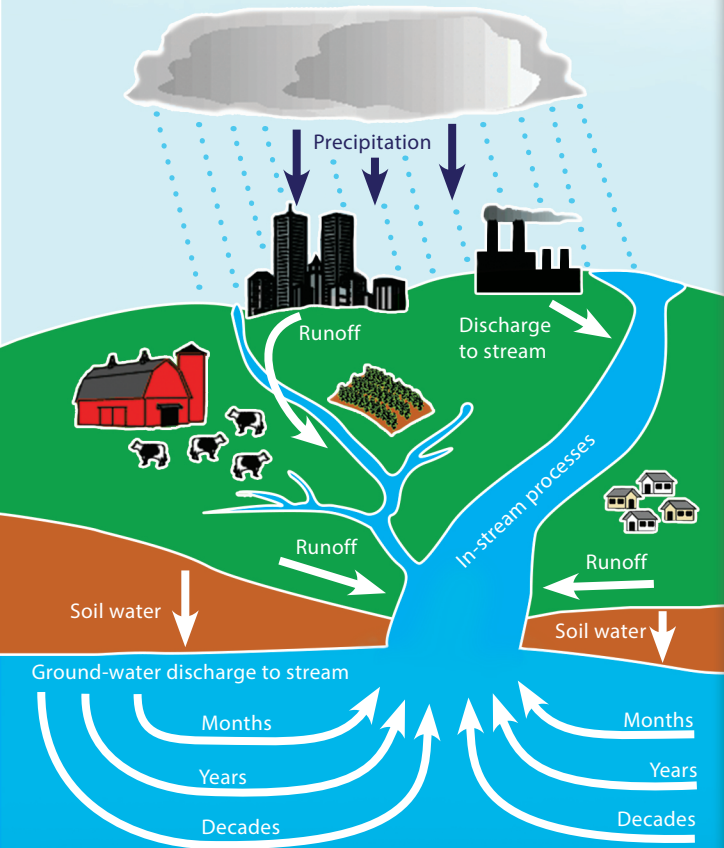 Precipitation
Runoff
Discharge
to stream
In-stream processes
Runoff
Runoff
Soil water
Soil water
Ground-water discharge to stream
Months
Months
Years
Years
Decades
Decades